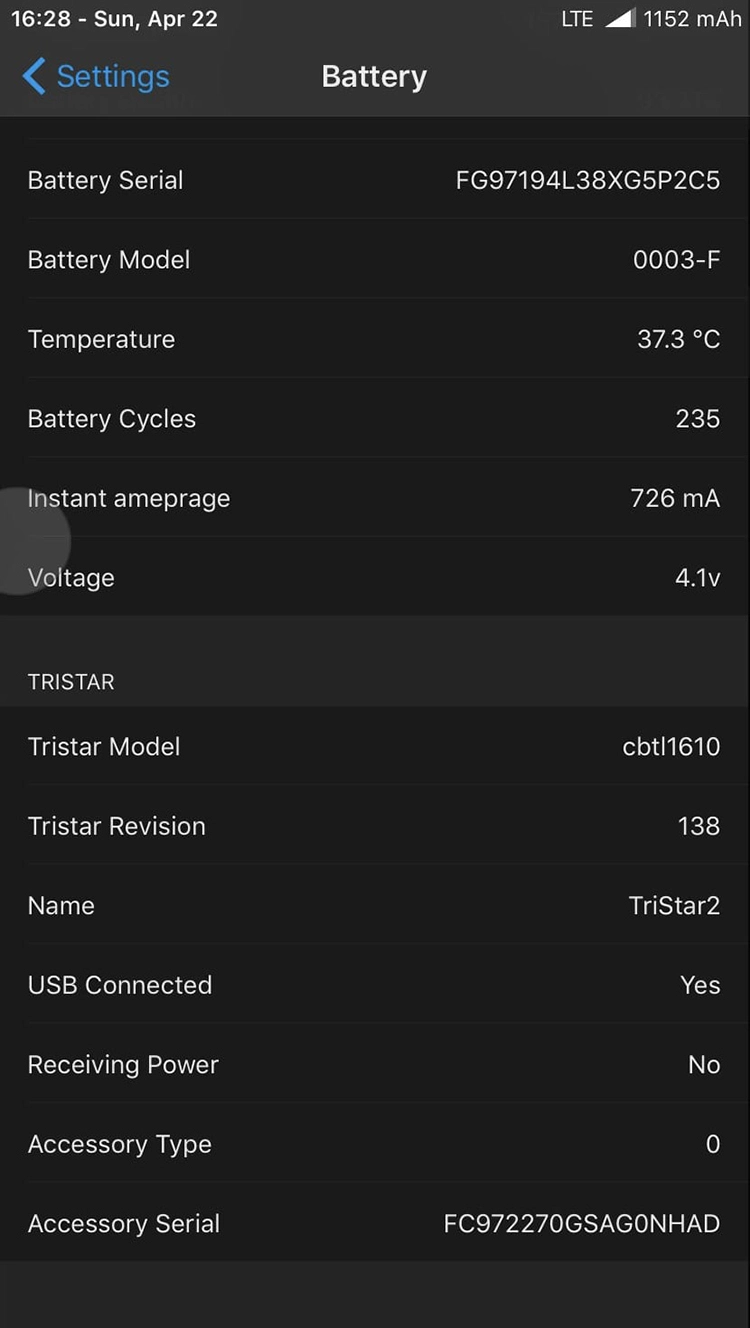 16:28 - Sun, Apr 22 LTE 1152 mAh
Settings Battery
Battery Serial FG97194L38XG5P2C5
Battery Model 0003-F
Temperature 37.3 °C
Battery Cycles 235
Instant ameprage 726 mA
Voltage 4.1v
TRISTAR
Tristar Model cbtl1610
Tristar Revision 138
Name TriStar2
USB Connected Yes
Receiving Power No
Accessory Type 0
Accessory Serial FC972270GSAG0NHAD